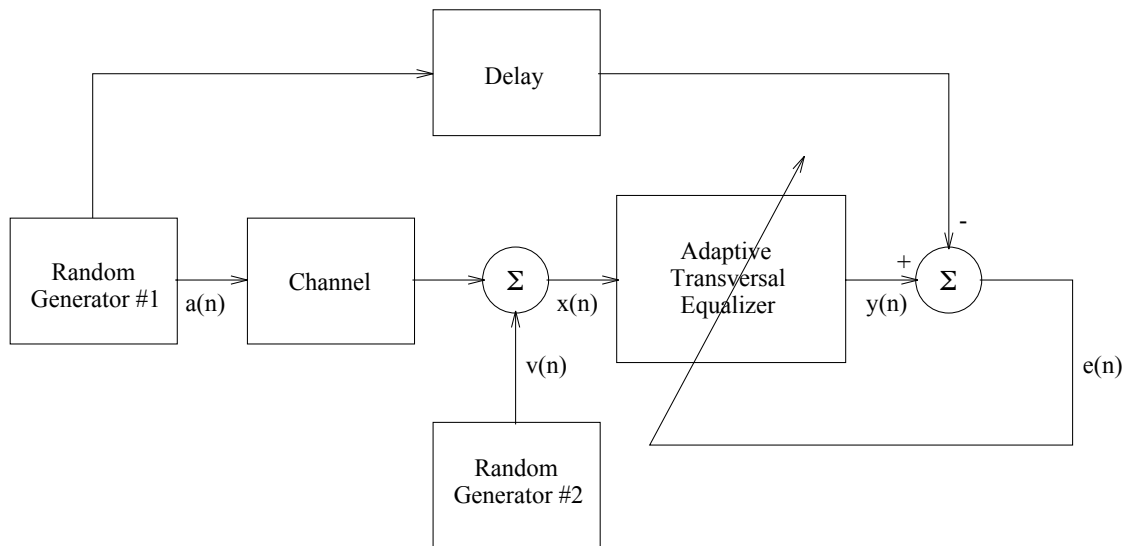 Delay
-
Random
Generator #1
a(n)
Channel
Σ
x(n)
Adaptive
Transversal
Equalizer
+
y(n)
Σ
v(n)
e(n)
Random
Generator #2